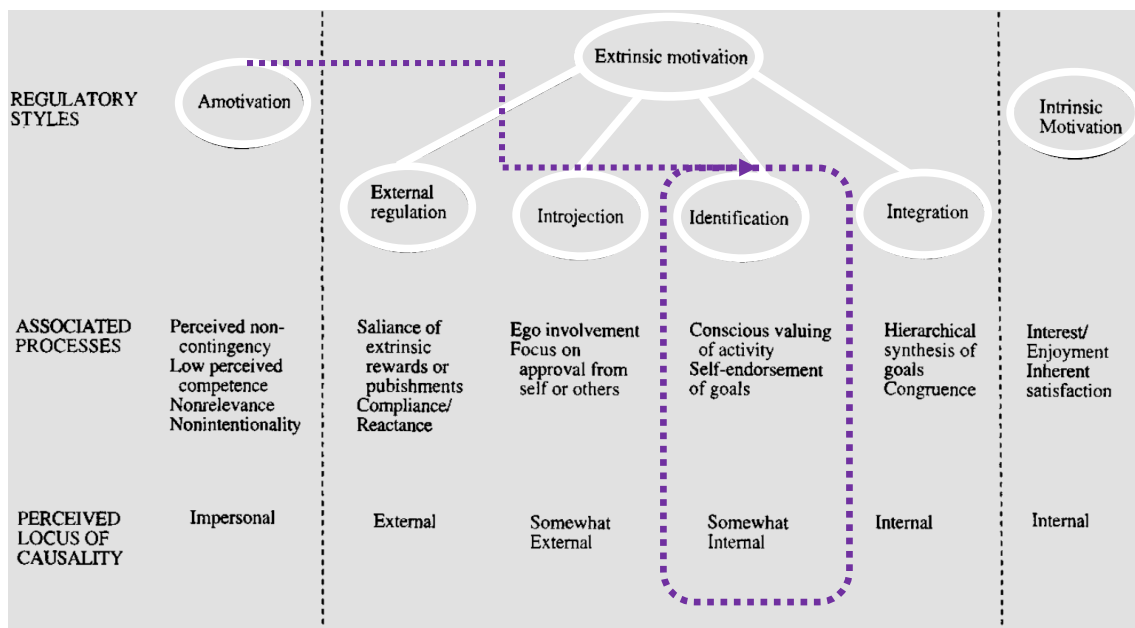 Extrinsic motivation
REGULATORY
STYLES
Amotivation
Intrinsic
Motivation
External
regulation
Introjection
Identification
Integration
ASSOCIATED
PROCESSES
Perceived non-
contingency
Low perceived
competence
Nonrelevance
Nonintentionality
Saliance of
extrinsic
rewards or
pubishments
Compliance/
Reactance
Ego involvement
Focus on
approval from
self or others
Conscious valuing
of activity
Self-endorsement
of goals
Hierarchical
synthesis of
goals
Congruence
Interest/
Enjoyment
Inherent
satisfaction
PERCEIVED
LOCUS OF
CAUSALITY
Impersonal
External
Somewhat
External
Somewhat
Internal
Internal
Internal